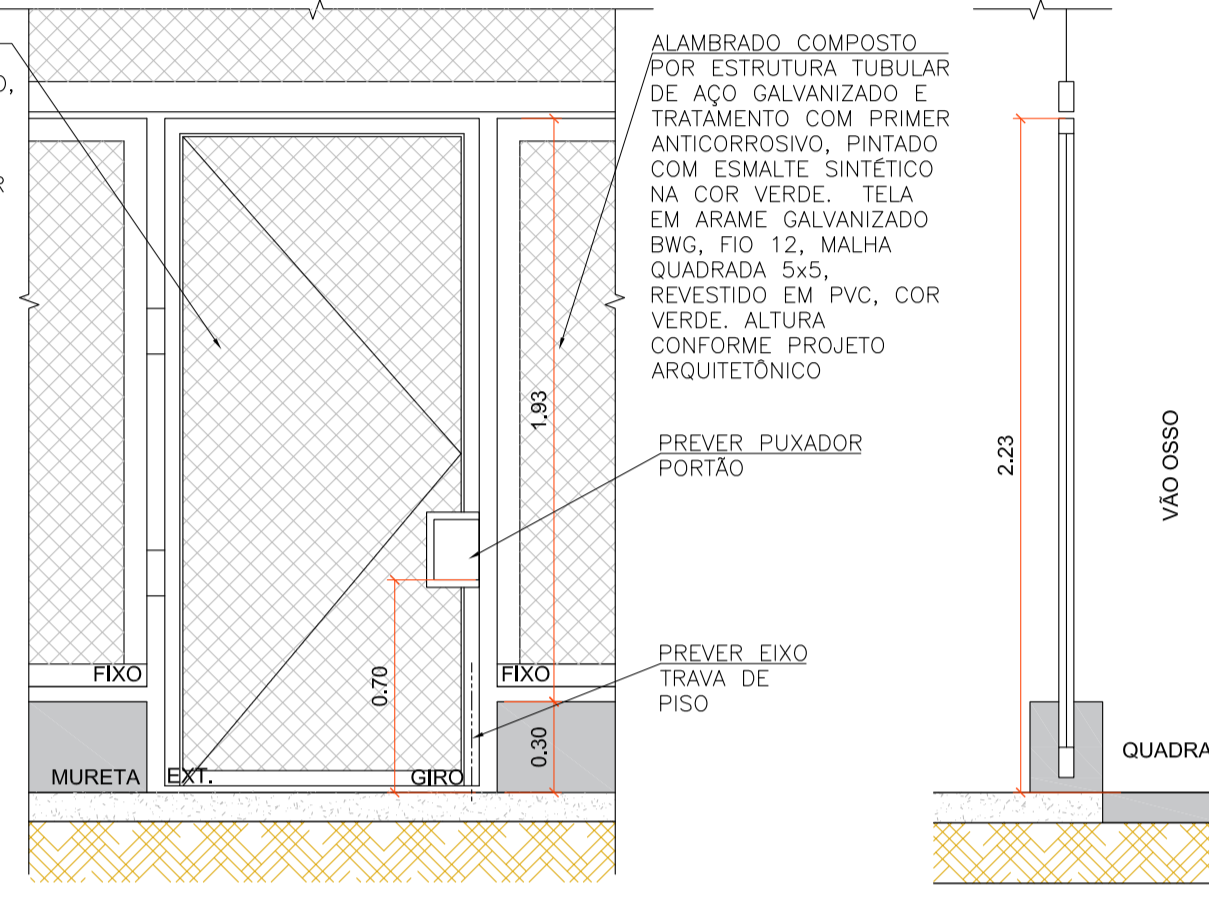 O,
R
ALAMBRADO COMPOSTO
POR ESTRUTURA TUBULAR
DE AÇO GALVANIZADO E
TRATAMENTO COM PRIMER
ANTICORROSIVO, PINTADO
COM ESMALTE SINTÉTICO
NA COR VERDE. TELA
EM ARAME GALVANIZADO
BWG, FIO 12, MALHA
QUADRADA 5x5,
REVESTIDO EM PVC, COR
VERDE. ALTURA
CONFORME PROJETO
ARQUITETÔNICO
1.93
PREVER PUXADOR
PORTÃO
2.23
VÃO OSSO
PREVER EIXO
TRAVA DE
PISO
FIXO
FIXO
0.70
0.30
MURETA
EXT.
GIRO
QUADRA